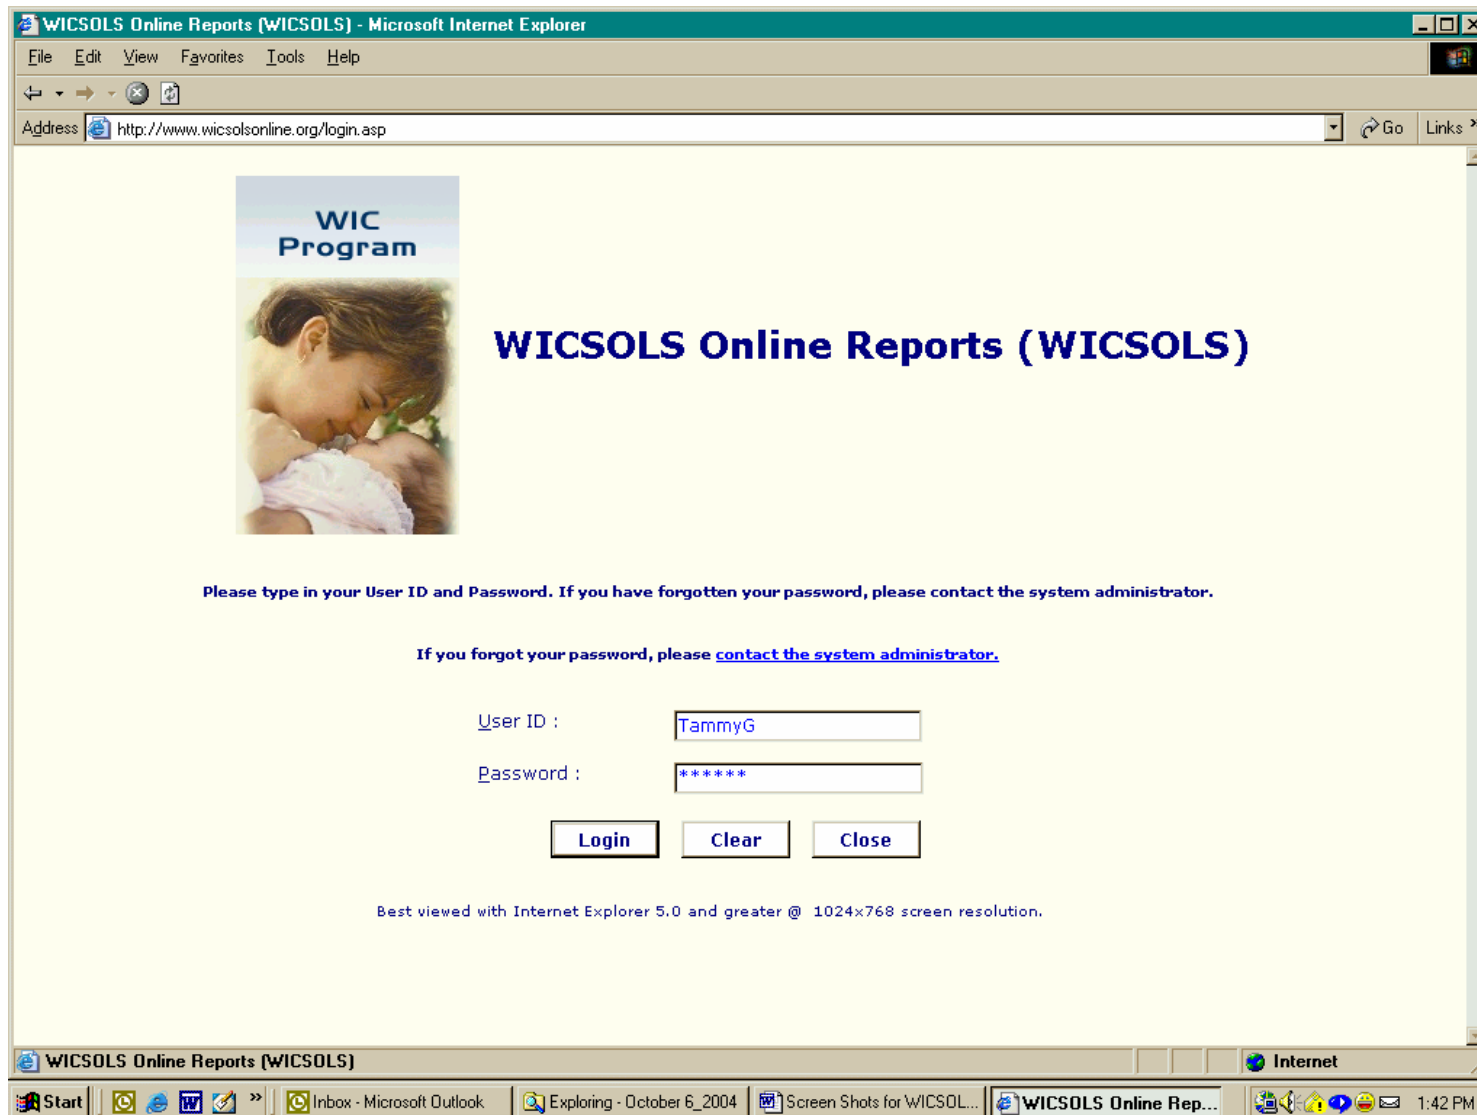 WICSOLS Online Reports (WICSOLS) - Microsoft Internet Explorer
File Edit View Favorites Tools Help
Address http://www.wicsolsonline.org/login.asp Go Links »
WIC
Program
WICSOLS Online Reports (WICSOLS)
Please type in your User ID and Password. If you have forgotten your password, please contact the system administrator.
If you forgot your password, please contact the system administrator.
User ID : TammyG
Password : ******
Login Clear Close
Best viewed with Internet Explorer 5.0 and greater @ 1024x768 screen resolution.
WICSOLS Online Reports (WICSOLS) Internet
Start » Inbox - Microsoft Outlook Exploring - October 6_2004 Screen Shots for WICSOL... WICSOLS Online Rep... 1:42 PM